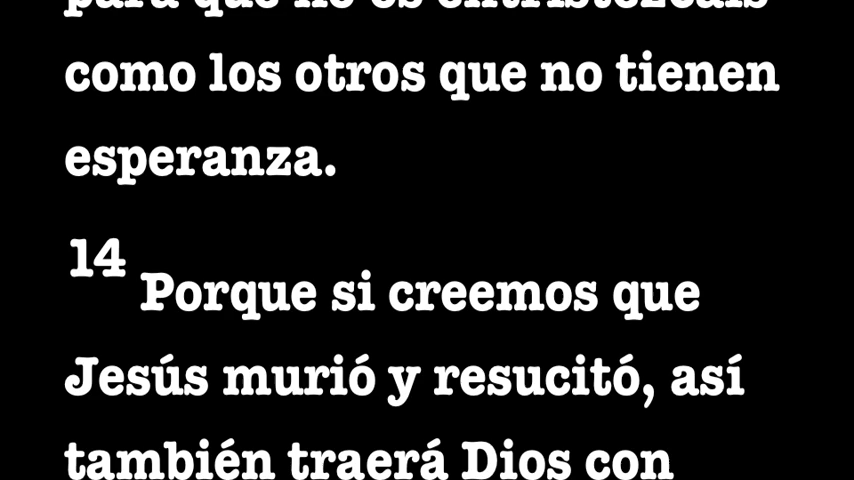 para que no os entristezcáis
como los otros que no tienen
esperanza.
14 Porque si creemos que
Jesús murió y resucitó, así
también traerá Dios con